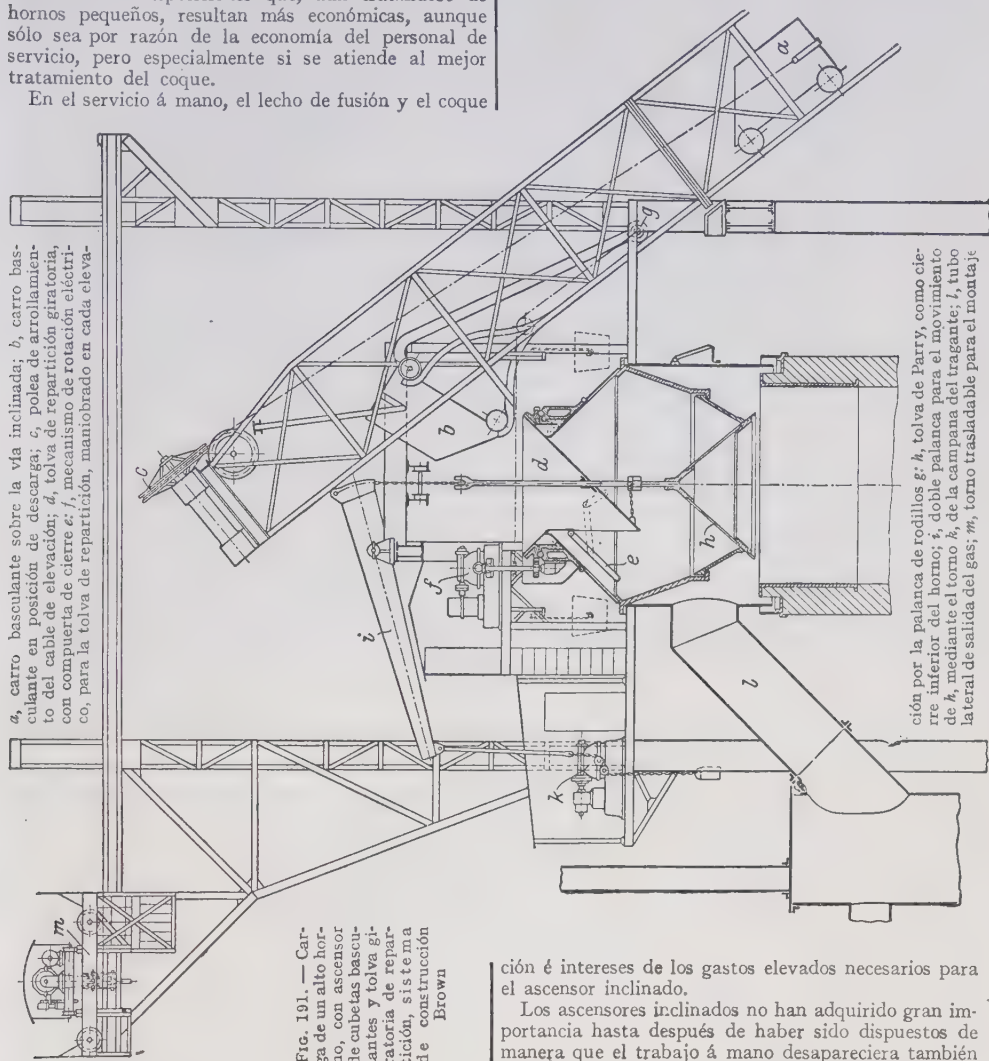 hornos pequeños, resultan más económicas, aunque
sólo sea por razón de la economía del personal de
servicio, pero especialmente si se atiende al mejor
tratamiento del coque.
En el servicio á mano, el lecho de fusión y el coque
a, carro basculante sobre la vía inclinada; b, carro bas-
culante en posición de descarga; c, polea de arrollamien-
to del cable de elevación; d, tolva de repartición giratoria,
con compuerta de cierre e; f, mecanismo de rotación eléctri-
co, para la tolva de repartición, maniobrado en cada eleva-
ción por la palanca de rodillos g; h, tolva de Parry, como cie-
rre inferior del horno; i, doble palanca para el movimiento
de h, mediante el torno k, de la campana del tragante; l, tubo
lateral de salida del gas; m, torno trasladable para el montaje
a
g
c
b
d
e
h
f
i
l
k
m
FIG. 191. — Car-
ga de un alto hor-
no, con ascensor
de cubetas bascu-
lantes y tolva gi-
ratoria de repar-
tición, sistema
de construcción
Brown
ción é intereses de los gastos elevados necesarios para
el ascensor inclinado.
Los ascensores inclinados no han adquirido gran im-
portancia hasta después de haber sido dispuestos de
manera que el trabajo á mano desapareciera también